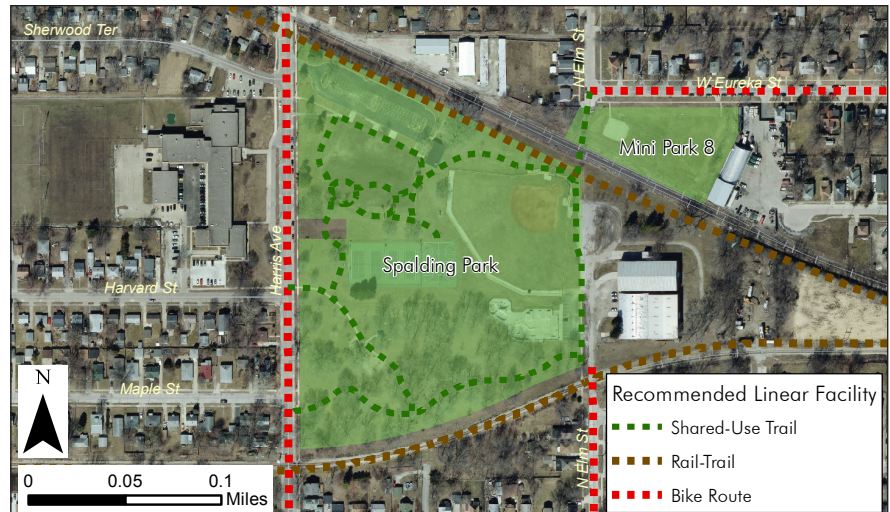 Sherwood Ter
N Elm St
W Eureka St
Mini Park 8
Harris Ave
Spalding Park
Harvard St
Maple St
N
N Elm St
Recommended Linear Facility
Shared-Use Trail
Rail-Trail
Bike Route
0 0.05 0.1
Miles